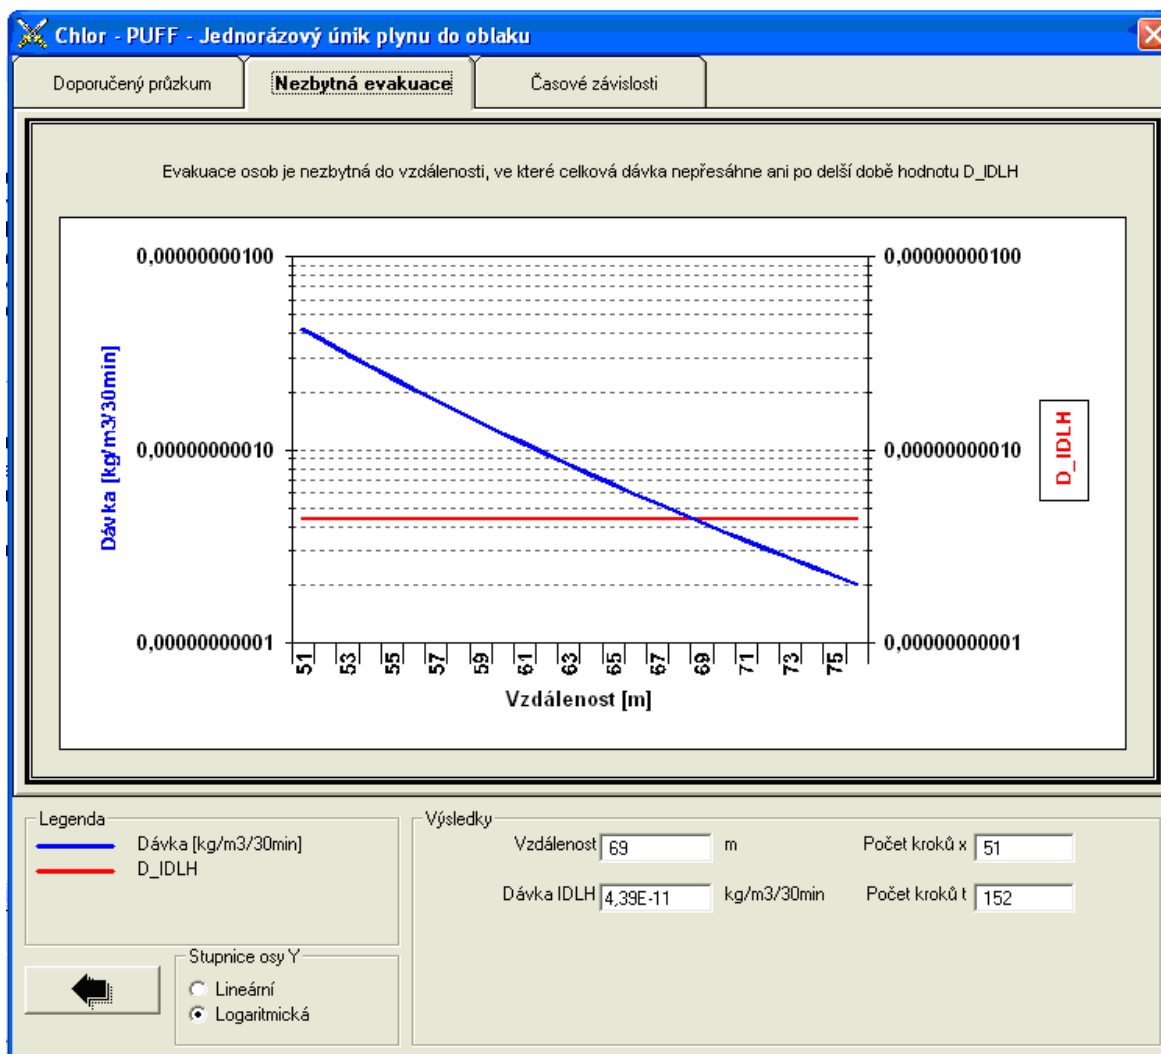 Chlor - PUFF - Jednorázový únik plynu do oblaku
Doporučený průzkum
Nezbytná evakuace
Časové závislosti
Evakuace osob je nezbytná do vzdálenosti, ve které celková dávka nepřesáhne ani po delší době hodnotu D_IDLH
0,00000000100
0,00000000100
Dávka [kg/m3/30min]
0,00000000010
0,00000000010
D_IDLH
0,00000000001
0,00000000001
51 53 55 57 59 61 63 65 67 69 71 73 75
Vzdálenost [m]
Legenda
Dávka [kg/m3/30min]
D_IDLH
Stupnice osy Y
Lineární
Logaritmická
Výsledky
Vzdálenost 69 m Počet kroků x 51
Dávka IDLH 4,39E-11 kg/m3/30min Počet kroků t 152